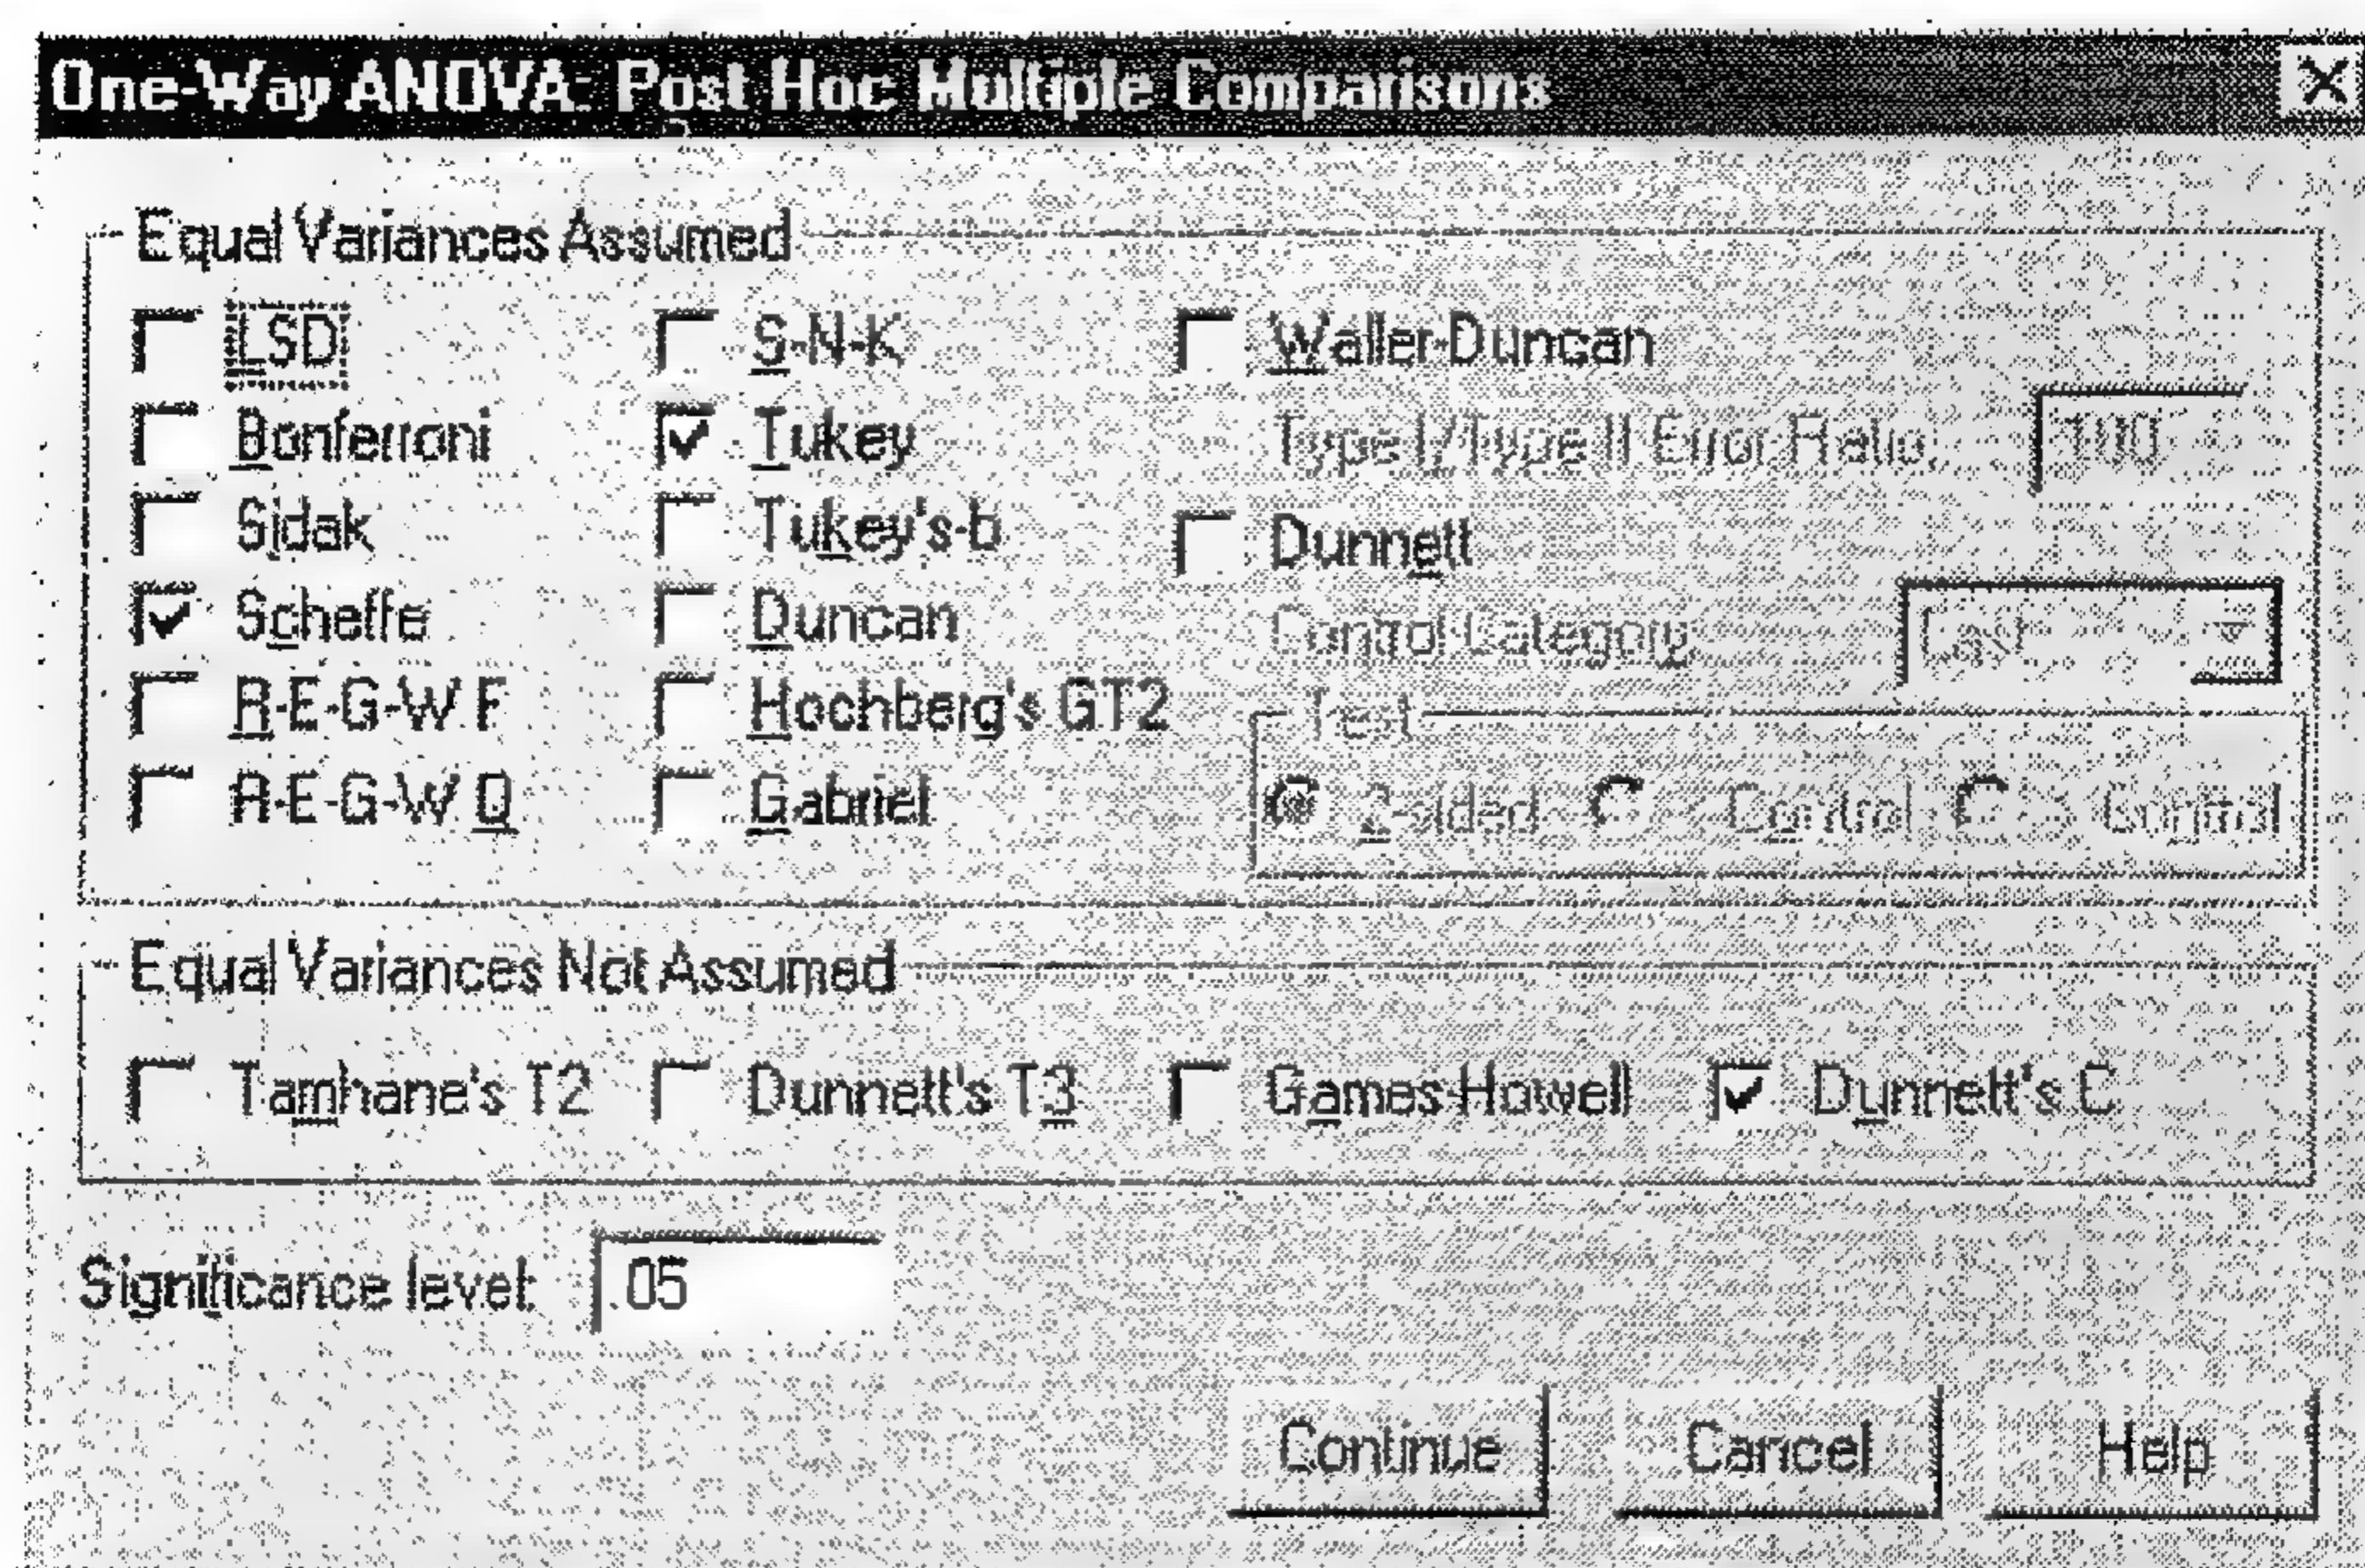 One-Way ANOVA: Post Hoc Multiple Comparisons
Equal Variances Assumed
LSD S-N-K Waller-Duncan
Bonferroni Tukey Type I/Type II Error Ratio: 100
Sidak Tukey's-b Dunnett
Scheffe Duncan Control Category: Last
R-E-G-W F Hochberg's GT2 Test
R-E-G-W Q Gabriel 2-sided Control Control
Equal Variances Not Assumed
Tamhane's T2 Dunnett's T3 Games-Howell Dunnett's C
Significance level: .05
Continue Cancel Help